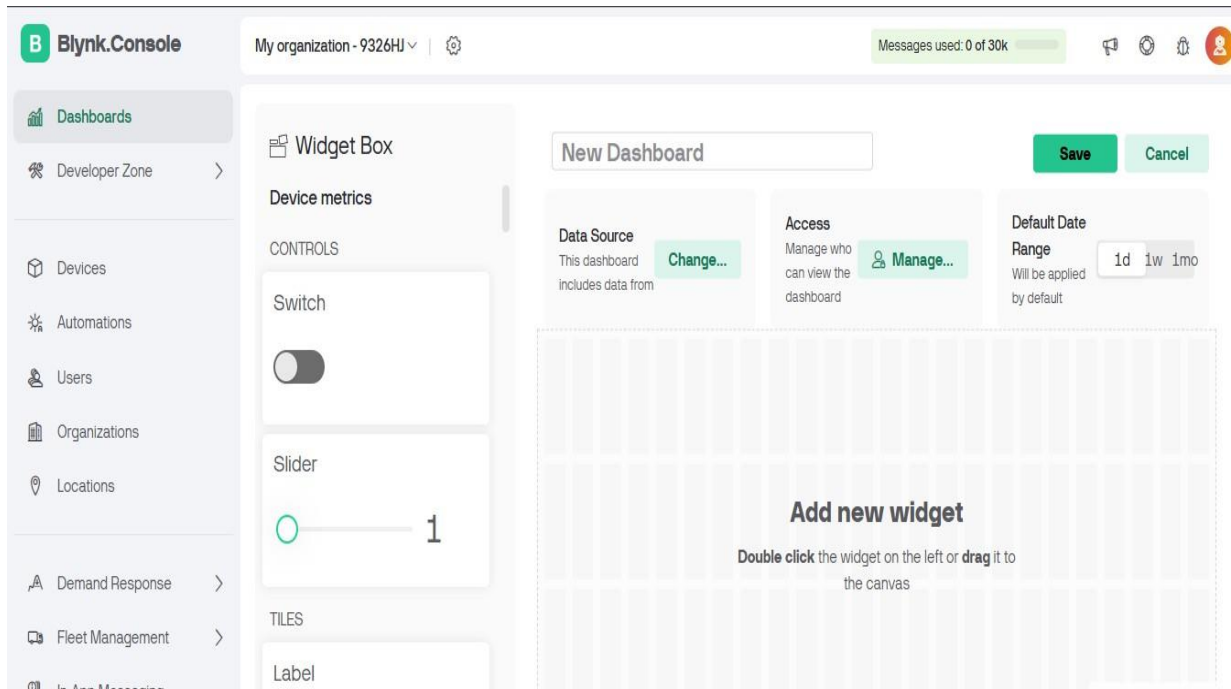 B Blynk.Console
My organization - 9326HJ
Messages used: 0 of 30k
Dashboards
Developer Zone
Devices
Automations
Users
Organizations
Locations
Demand Response
Fleet Management
In-App Messaging
Widget Box
Device metrics
CONTROLS
Switch
Slider
1
TILES
Label
New Dashboard
Save
Cancel
Data Source
This dashboard
includes data from
Change...
Access
Manage who
can view the
dashboard
Manage...
Default Date
Range
Will be applied
by default
1d 1w 1mo
Add new widget
Double click the widget on the left or drag it to
the canvas